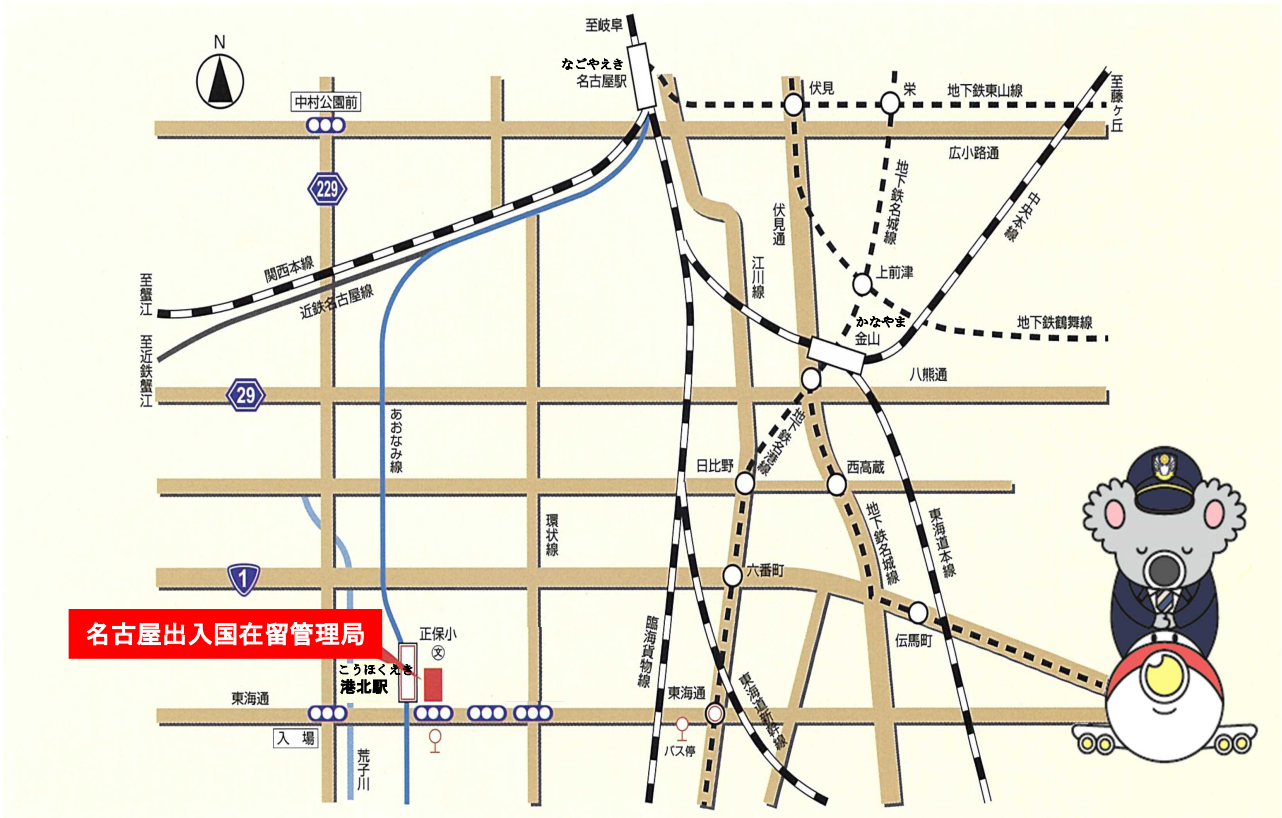 至岐阜
N
なごやえき
名古屋駅
伏見
栄
地下鉄東山線
至藤ヶ丘
中村公園前
広小路通
229
地下鉄名城線
伏見通
中央本線
江川線
関西本線
至蟹江
近鉄名古屋線
上前津
かなやま
金山
地下鉄鶴舞線
至近鉄蟹江
29
八熊通
あおなみ線
地下鉄名港線
日比野
西高蔵
環状線
地下鉄名城線
東海道本線
1
六番町
名古屋出入国在留管理局
正保小
文
臨海貨物線
伝馬町
こうほくえき
港北駅
東海通
東海通
東海道新幹線
入場
バス停
荒子川